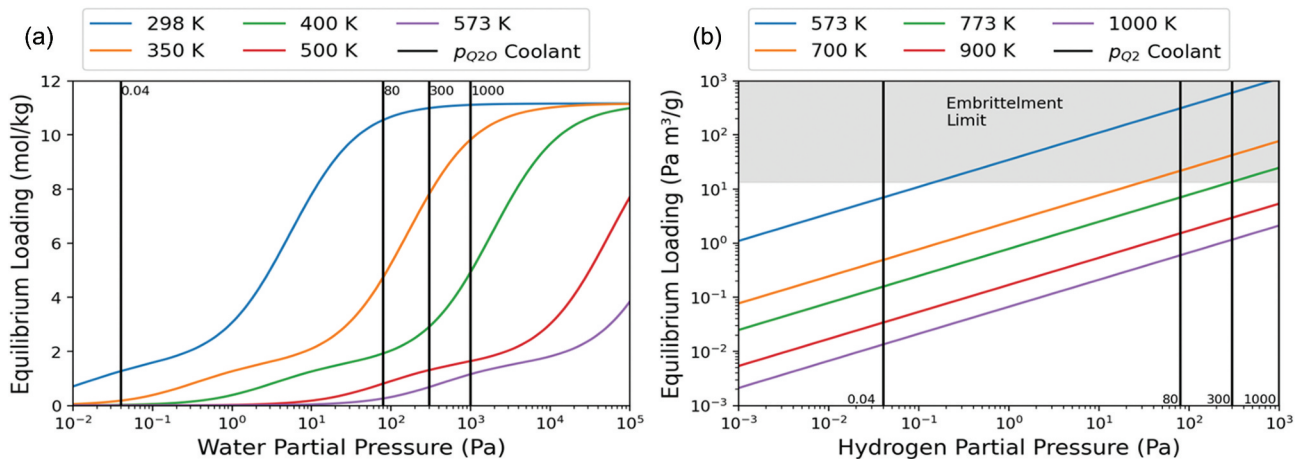 (a)
298 K 400 K 573 K
350 K 500 K pQ2O Coolant
12
10
8
6
4
2
0
Equilibrium Loading (mol/kg)
0.04 80 300 1000
10⁻² 10⁻¹ 10⁰ 10¹ 10² 10³ 10⁴ 10⁵
Water Partial Pressure (Pa)
(b)
573 K 773 K 1000 K
700 K 900 K pQ2 Coolant
10³
10²
10¹
10⁰
10⁻¹
10⁻²
10⁻³
Equilibrium Loading (Pa m³/g)
Embrittelment
Limit
0.04 80 300 1000
10⁻³ 10⁻² 10⁻¹ 10⁰ 10¹ 10² 10³
Hydrogen Partial Pressure (Pa)